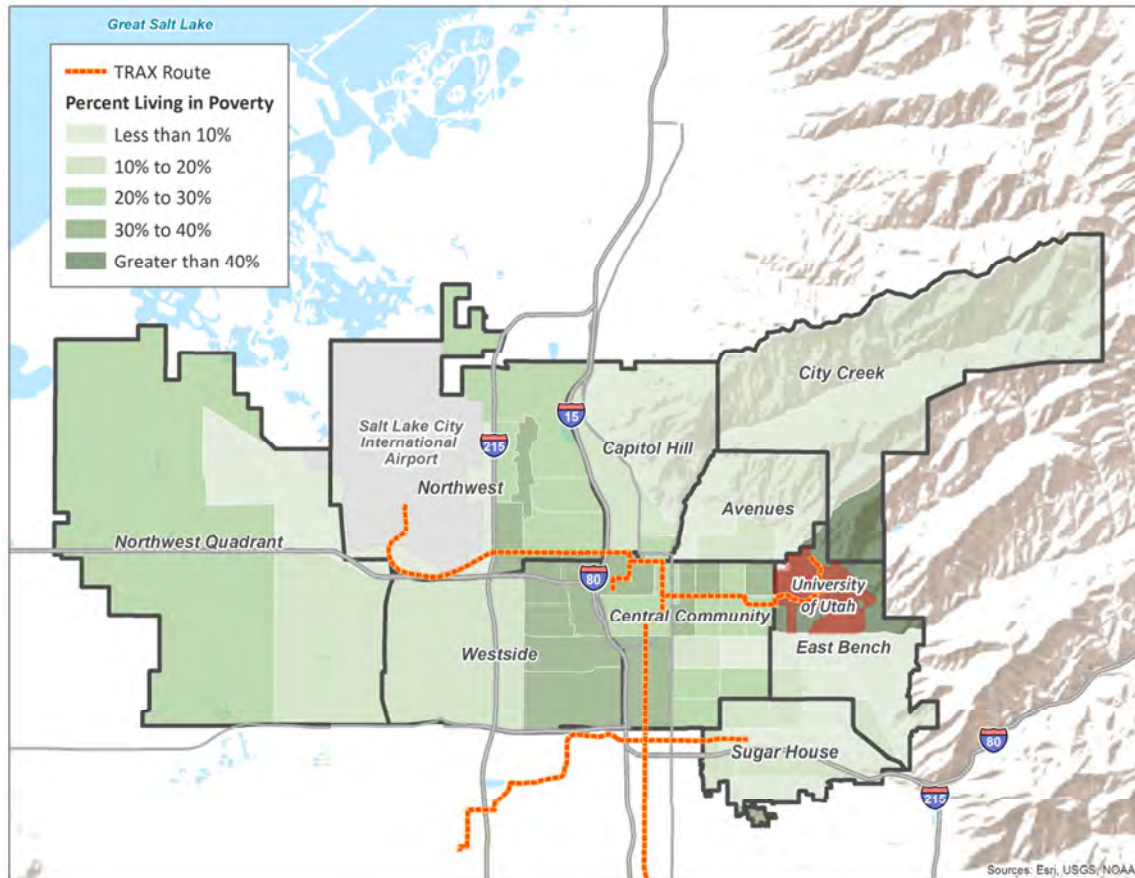 Great Salt Lake
TRAX Route
Percent Living in Poverty
Less than 10%
10% to 20%
20% to 30%
30% to 40%
Greater than 40%
City Creek
15
Salt Lake City
International
Airport
215
Capitol Hill
Northwest
Avenues
Northwest Quadrant
80
University
of Utah
Central Community
Westside
East Bench
Sugar House
80
215
Sources: Esri, USGS, NOAA